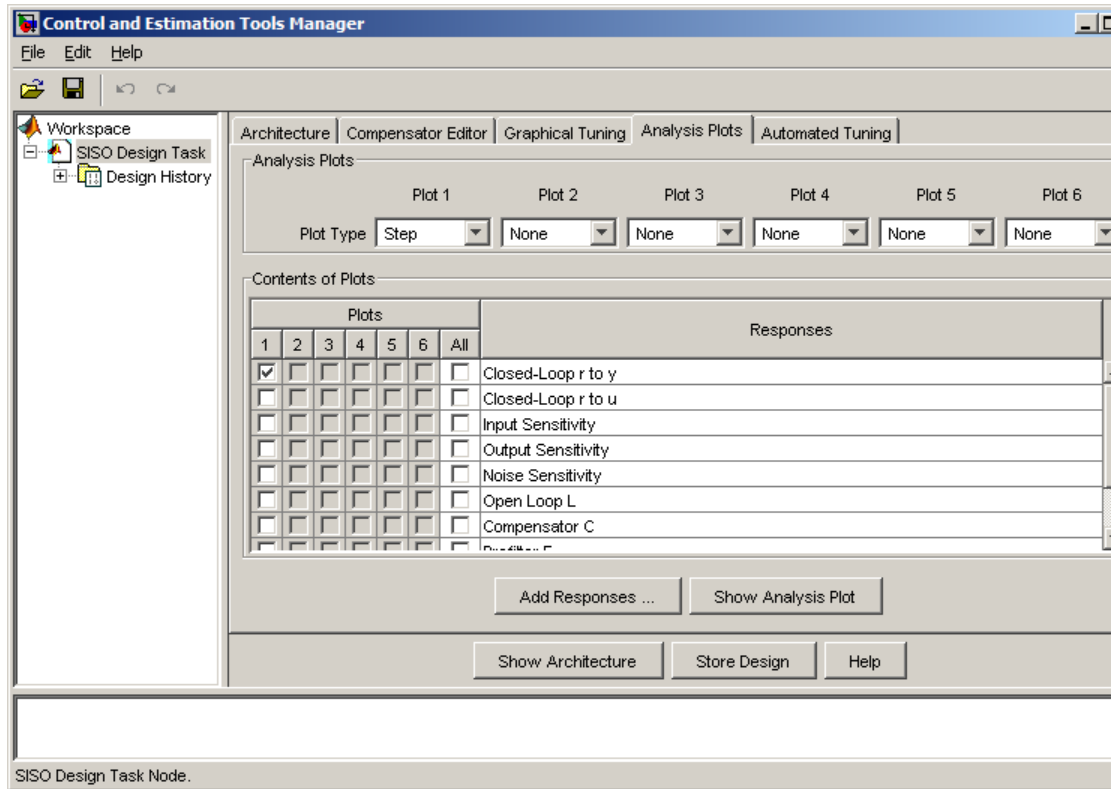 Control and Estimation Tools Manager
File Edit Help
Workspace
SISO Design Task
Design History
Architecture Compensator Editor Graphical Tuning Analysis Plots Automated Tuning
Analysis Plots
Plot 1 Plot 2 Plot 3 Plot 4 Plot 5 Plot 6
Plot Type Step None None None None None
Contents of Plots
Plots Responses
1 2 3 4 5 6 All
Closed-Loop r to y
Closed-Loop r to u
Input Sensitivity
Output Sensitivity
Noise Sensitivity
Open Loop L
Compensator C
Add Responses ... Show Analysis Plot
Show Architecture Store Design Help
SISO Design Task Node.